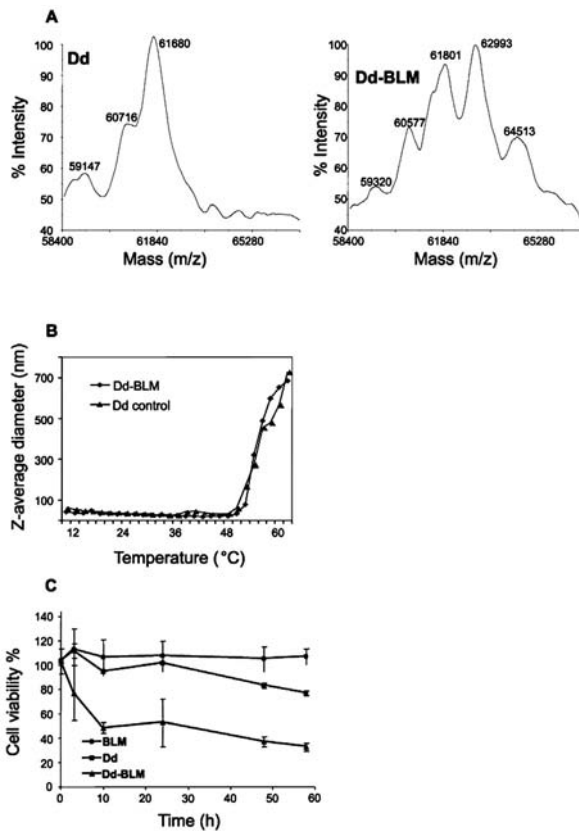 A
Dd
% Intensity
100
90
80
70
60
50
40
61680
60716
59147
58400
61840
65280
Mass (m/z)
Dd-BLM
% Intensity
100
90
80
70
60
50
40
62993
61801
60577
64513
59320
58400
61840
65280
Mass (m/z)
B
Z-average diameter (nm)
700
500
300
100
Dd-BLM
Dd control
12
24
36
48
60
Temperature (°C)
C
Cell viability %
140
120
100
80
60
40
20
0
BLM
Dd
Dd-BLM
0
10
20
30
40
50
60
Time (h)